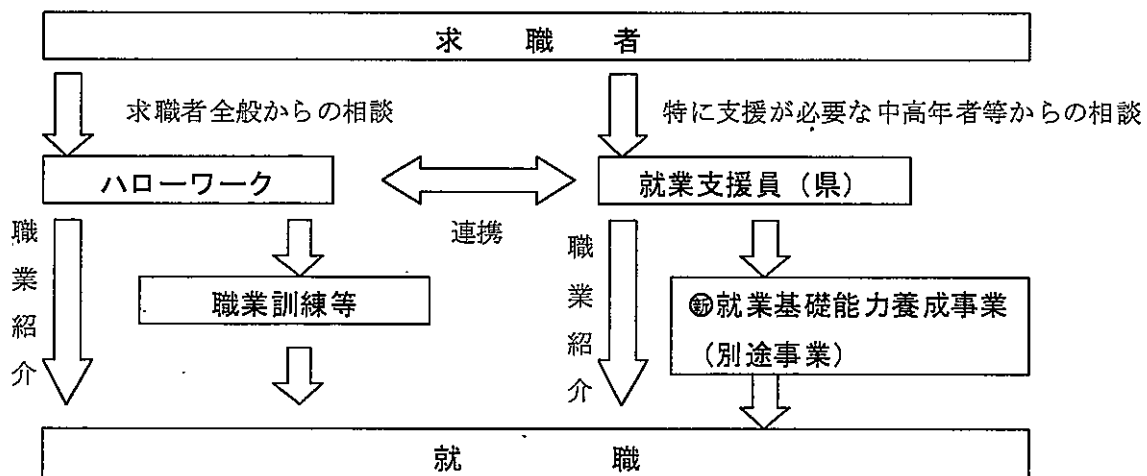 求職者
求職者全般からの相談
特に支援が必要な中高年者等からの相談
ハローワーク
就業支援員(県)
連携
職業紹介
職業訓練等
職業紹介
㊟就業基礎能力養成事業
(別途事業)
就職